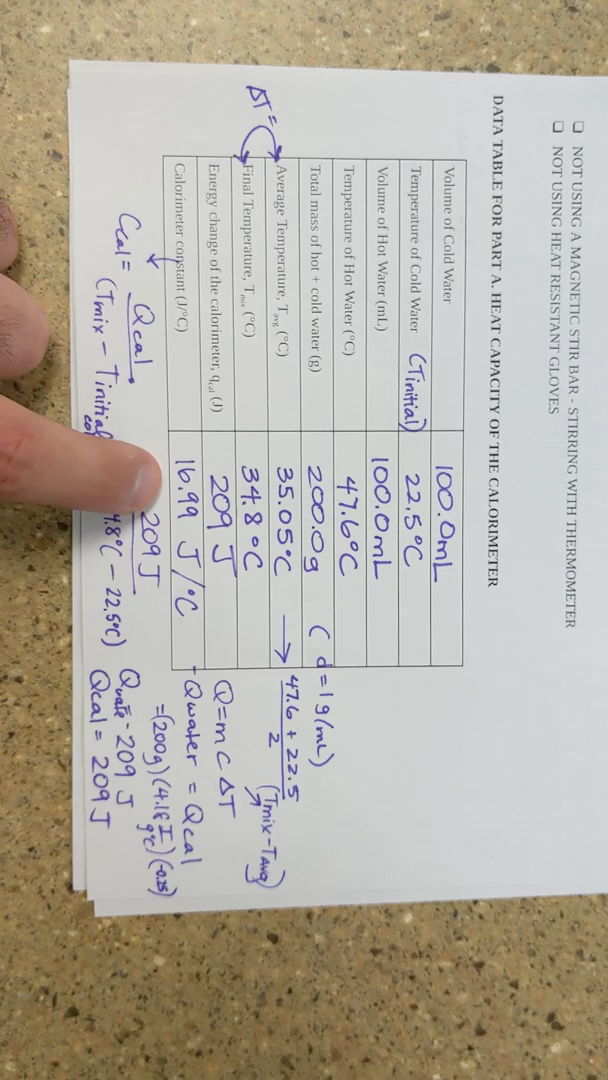 ☐ NOT USING A MAGNETIC STIR BAR - STIRRING WITH THERMOMETER
☐ NOT USING HEAT RESISTANT GLOVES
DATA TABLE FOR PART A. HEAT CAPACITY OF THE CALORIMETER
Volume of Cold Water 100.0mL
Temperature of Cold Water (Tinitial) 22.5°C
Volume of Hot Water (mL) 100.0mL
Temperature of Hot Water (°C) 47.6°C
Total mass of hot + cold water (g) 200.0g (d=1g/mL)
Average Temperature, Tavg (°C) 35.05°C → 47.6 + 22.5 / 2
ΔT =
Final Temperature, Tmix (°C) 34.8°C (Tmix - TAvg)
Energy change of the calorimeter, qcal (J) 209 J Q=mCΔT
Calorimeter constant (J/°C) 16.99 J/°C -Qwater = Qcal
=(200g)(4.18 J/g°C)(-0.25)
Ccal = Qcal / (Tmix - Tinitial
209 J / 4.8°C - 22.5°C)
Qwate - 209 J
Qcal = 209 J